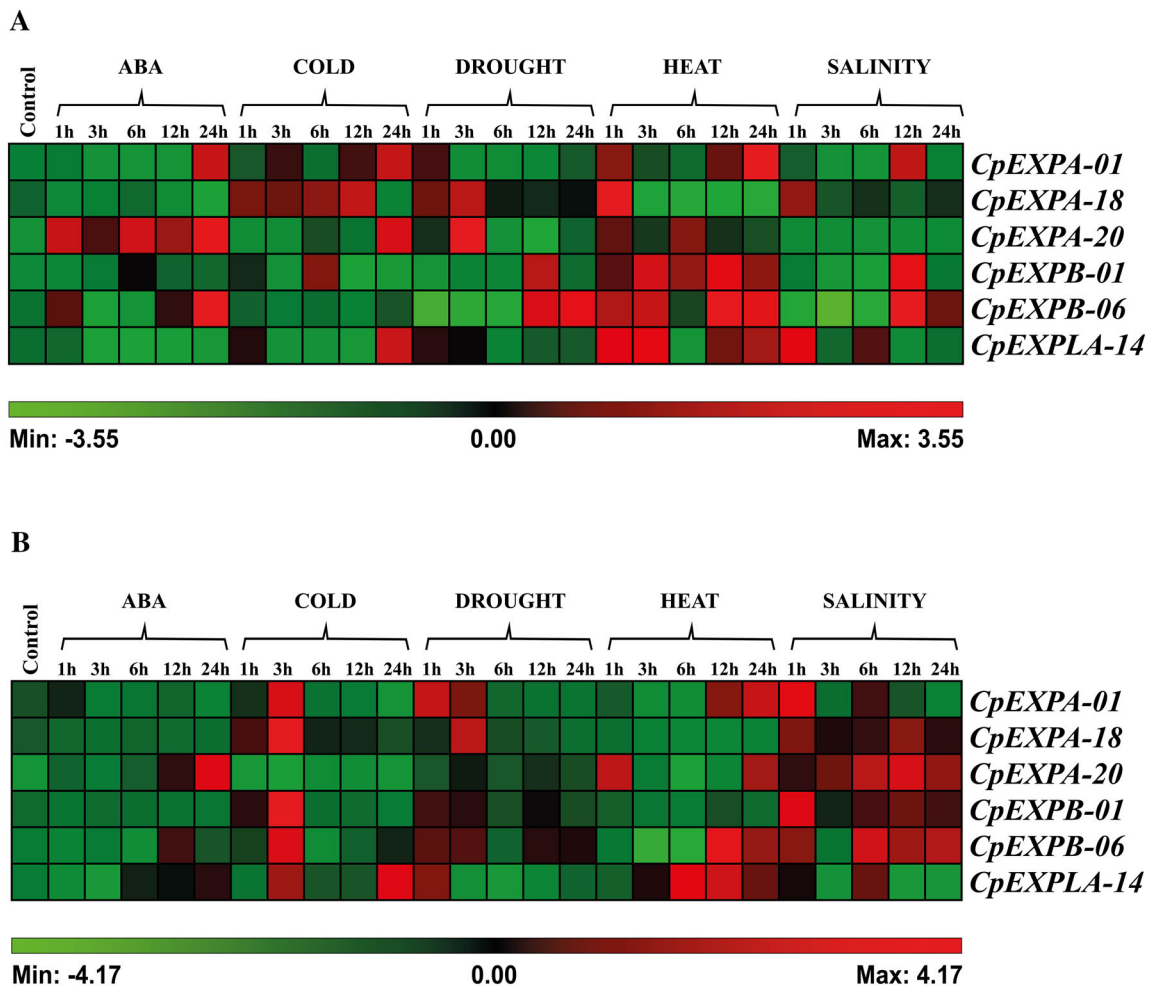 A
Control
ABA COLD DROUGHT HEAT SALINITY
1h 3h 6h 12h 24h 1h 3h 6h 12h 24h 1h 3h 6h 12h 24h 1h 3h 6h 12h 24h 1h 3h 6h 12h 24h
CpEXPA-01
CpEXPA-18
CpEXPA-20
CpEXPB-01
CpEXPB-06
CpEXPLA-14
Min: -3.55 0.00 Max: 3.55
B
Control
ABA COLD DROUGHT HEAT SALINITY
1h 3h 6h 12h 24h 1h 3h 6h 12h 24h 1h 3h 6h 12h 24h 1h 3h 6h 12h 24h 1h 3h 6h 12h 24h
CpEXPA-01
CpEXPA-18
CpEXPA-20
CpEXPB-01
CpEXPB-06
CpEXPLA-14
Min: -4.17 0.00 Max: 4.17